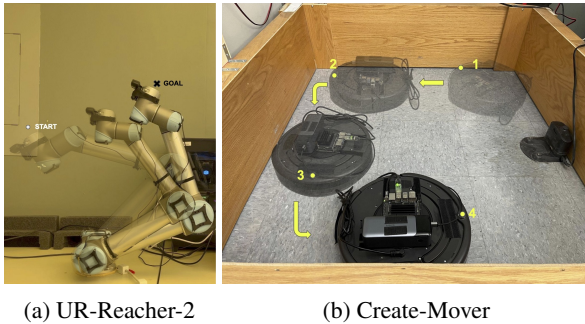 GOAL
START
1
2
3
4
(a) UR-Reacher-2
(b) Create-Mover